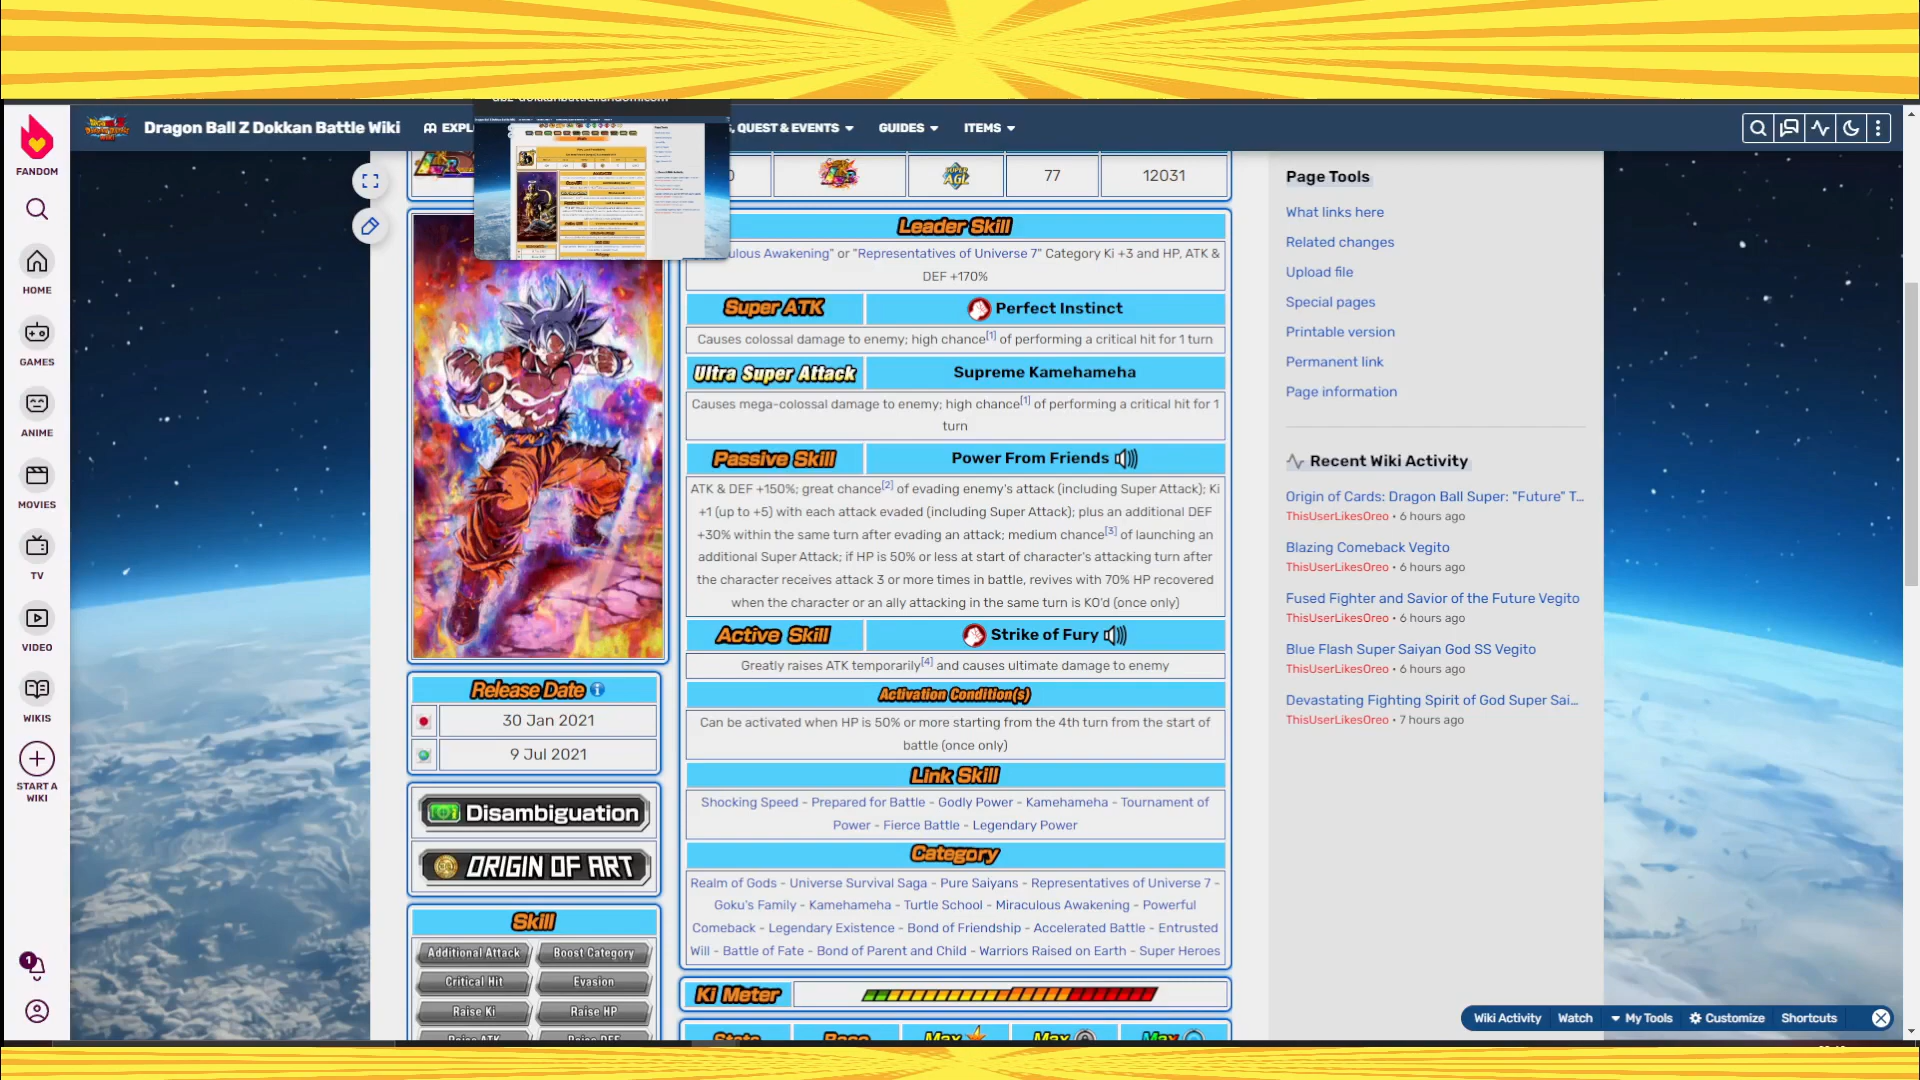 Dragon Ball Z Dokkan Battle Wiki
QUEST & EVENTS
GUIDES
ITEMS
FANDOM
HOME
GAMES
ANIME
MOVIES
TV
VIDEO
WIKIS
START A
WIKI
1
SUPER
AGL
77
12031
Leader Skill
Awakening" or "Representatives of Universe 7" Category Ki +3 and HP, ATK &
DEF +170%
Super ATK
Perfect Instinct
Causes colossal damage to enemy; high chance[1] of performing a critical hit for 1 turn
Ultra Super Attack
Supreme Kamehameha
Causes mega-colossal damage to enemy; high chance[1] of performing a critical hit for 1
turn
Passive Skill
Power From Friends
ATK & DEF +150%; great chance[2] of evading enemy's attack (including Super Attack); Ki
+1 (up to +5) with each attack evaded (including Super Attack); plus an additional DEF
+30% within the same turn after evading an attack; medium chance[3] of launching an
additional Super Attack; if HP is 50% or less at start of character's attacking turn after
the character receives attack 3 or more times in battle, revives with 70% HP recovered
when the character or an ally attacking in the same turn is KO'd (once only)
Active Skill
Strike of Fury
Greatly raises ATK temporarily[4] and causes ultimate damage to enemy
Activation Condition(s)
Can be activated when HP is 50% or more starting from the 4th turn from the start of
battle (once only)
Link Skill
Shocking Speed - Prepared for Battle - Godly Power - Kamehameha - Tournament of
Power - Fierce Battle - Legendary Power
Category
Realm of Gods - Universe Survival Saga - Pure Saiyans - Representatives of Universe 7 -
Goku's Family - Kamehameha - Turtle School - Miraculous Awakening - Powerful
Comeback - Legendary Existence - Bond of Friendship - Accelerated Battle - Entrusted
Will - Battle of Fate - Bond of Parent and Child - Warriors Raised on Earth - Super Heroes
Ki Meter
Stats
Base
Max
Max
Max
Release Date
30 Jan 2021
9 Jul 2021
Disambiguation
ORIGIN OF ART
Skill
Additional Attack
Boost Category
Critical Hit
Evasion
Raise Ki
Raise HP
Raise ATK
Raise DEF
Page Tools
What links here
Related changes
Upload file
Special pages
Printable version
Permanent link
Page information
Recent Wiki Activity
Origin of Cards: Dragon Ball Super: "Future" T...
ThisUserLikesOreo • 6 hours ago
Blazing Comeback Vegito
ThisUserLikesOreo • 6 hours ago
Fused Fighter and Savior of the Future Vegito
ThisUserLikesOreo • 6 hours ago
Blue Flash Super Saiyan God SS Vegito
ThisUserLikesOreo • 6 hours ago
Devastating Fighting Spirit of God Super Sai...
ThisUserLikesOreo • 7 hours ago
Wiki Activity
Watch
My Tools
Customize
Shortcuts